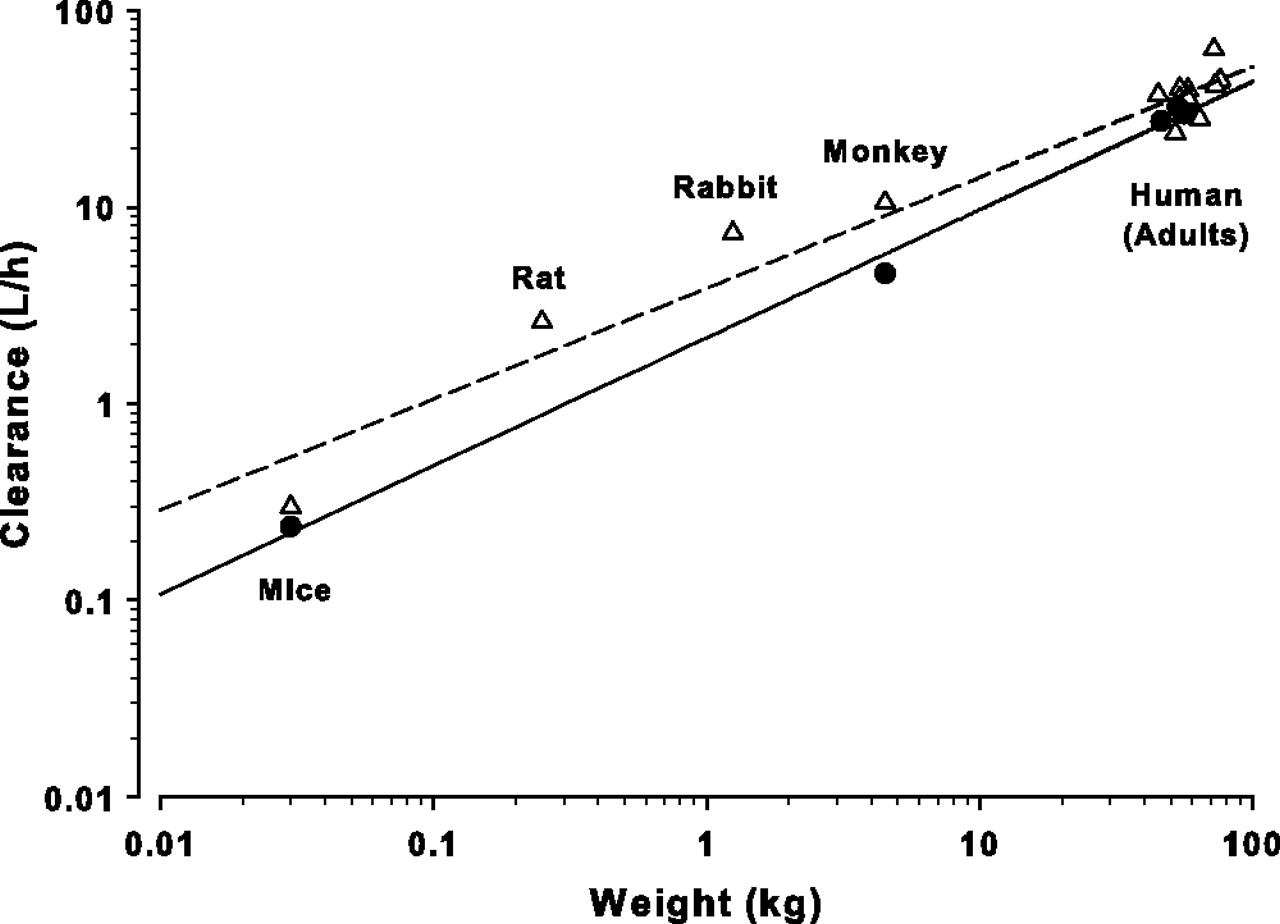 100
10
1
0.1
0.01
Clearance (L/h)
Monkey
Rabbit
Rat
Human
(Adults)
MIce
0.01
0.1
1
10
100
Weight (kg)